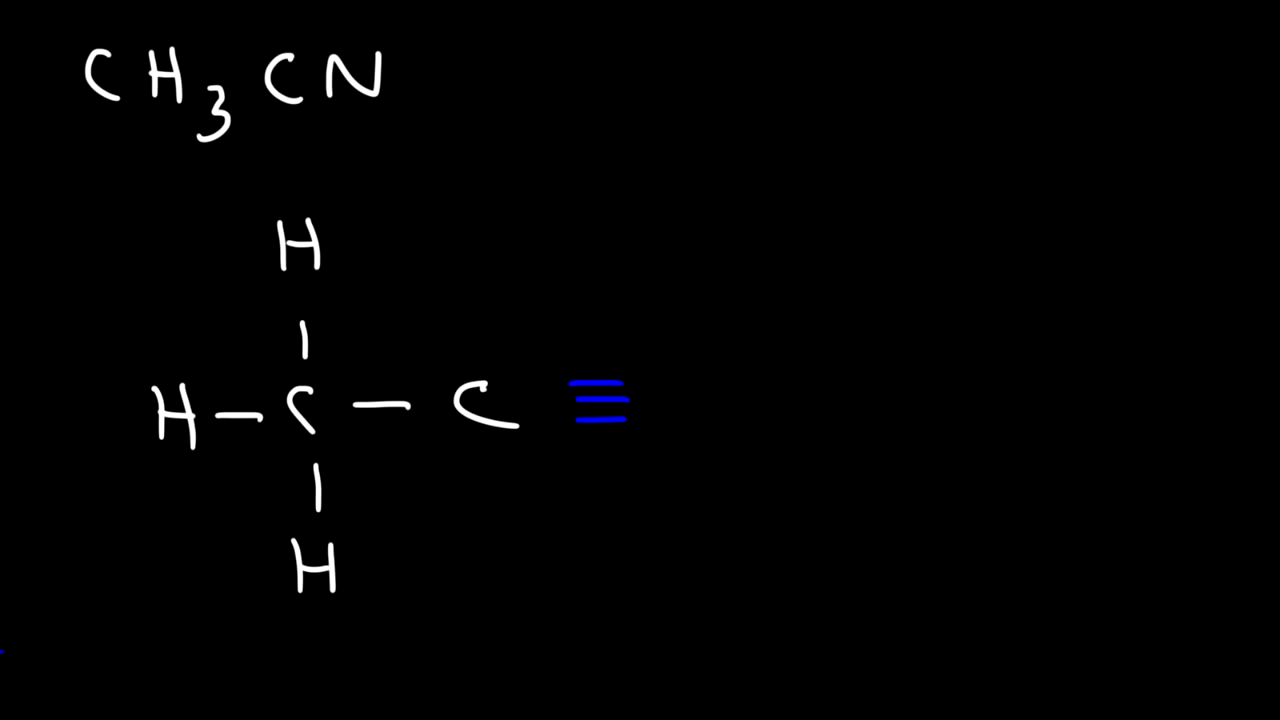 CH3CN
H
H - C - C ≡
H